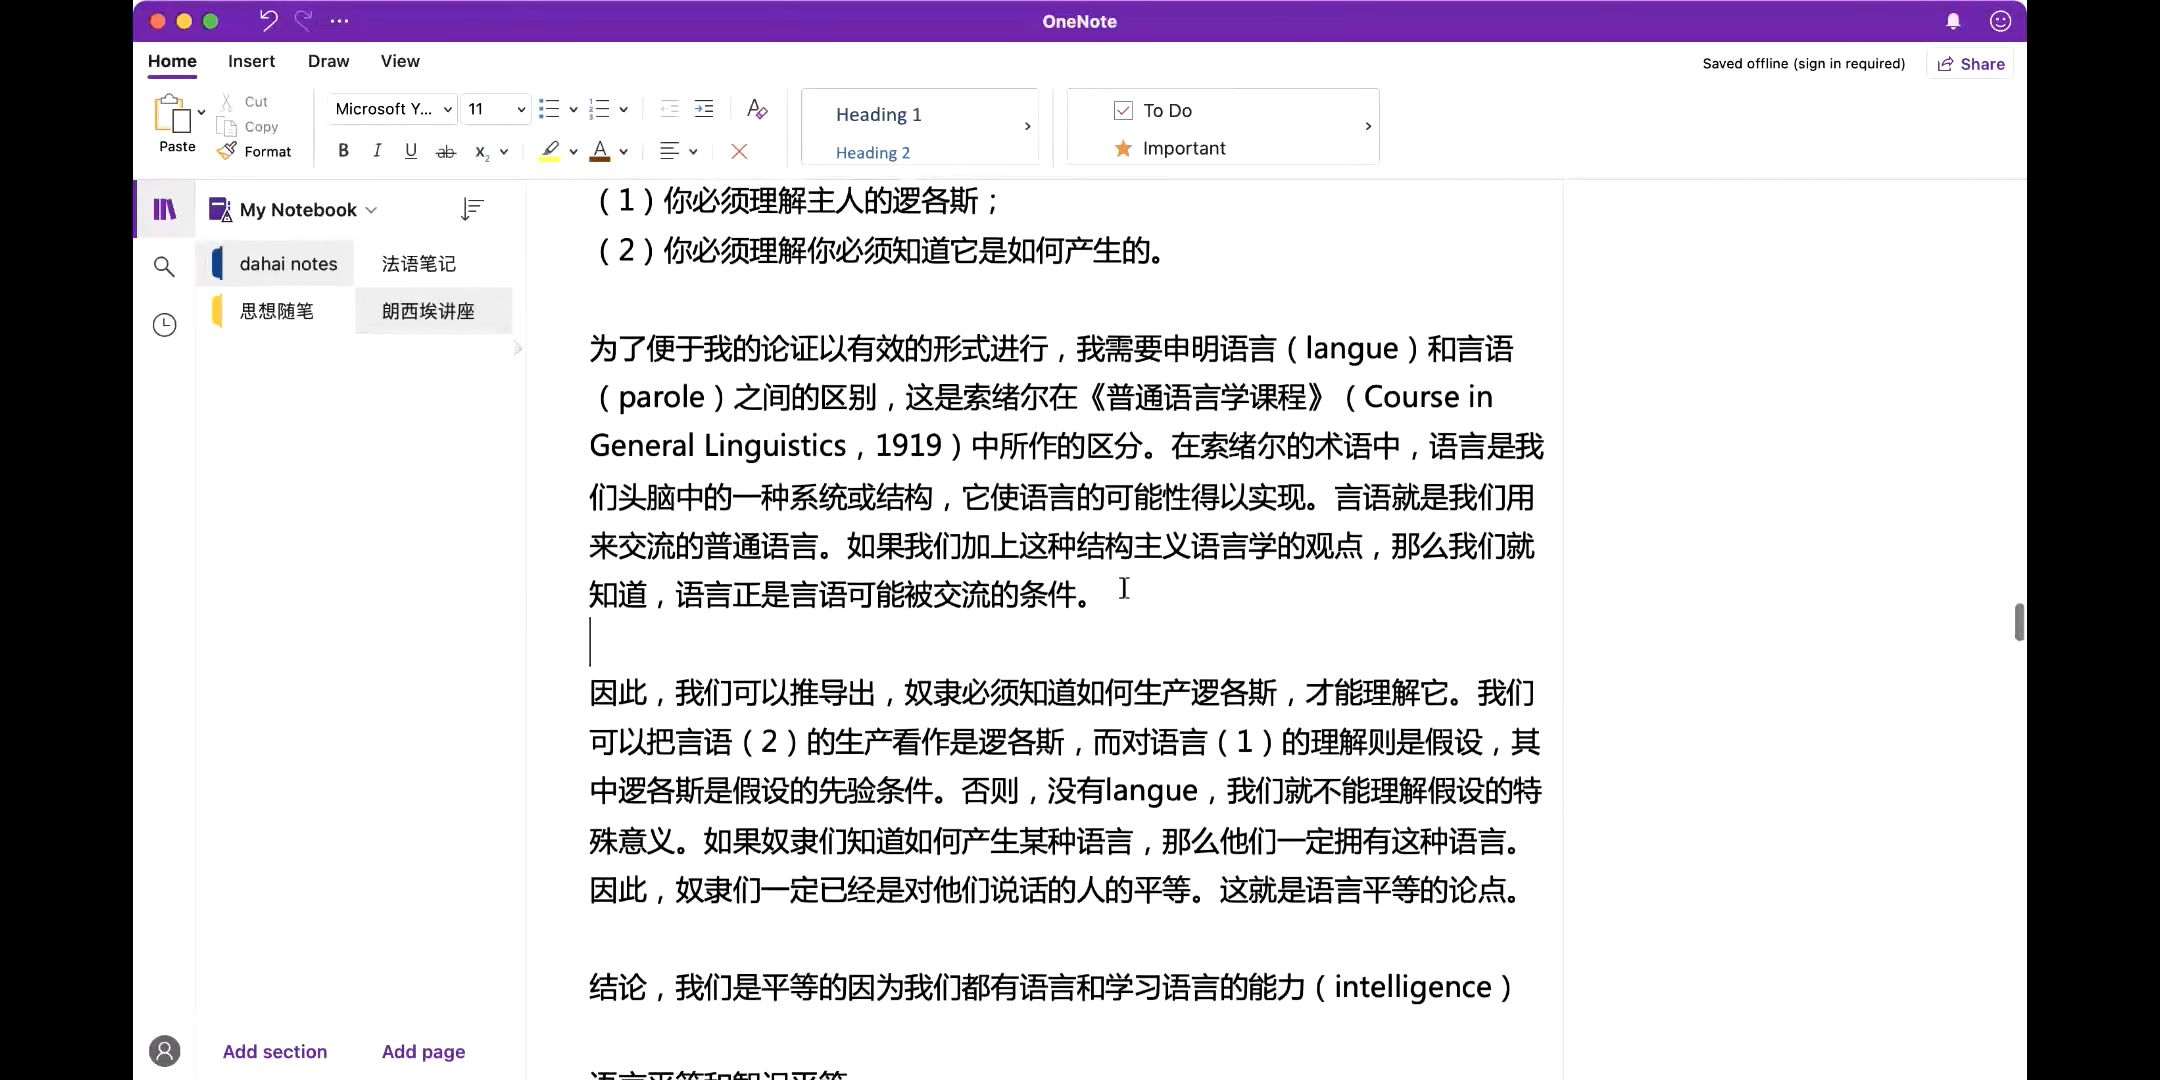 OneNote
Home Insert Draw View
Saved offline (sign in required) Share
Paste
Cut
Copy
Format
Microsoft Y... 11
B I U ab X₂ A
Heading 1
Heading 2
To Do
Important
My Notebook
dahai notes
思想随笔
法语笔记
朗西埃讲座
（1）你必须理解主人的逻各斯；
（2）你必须理解你必须知道它是如何产生的。
为了便于我的论证以有效的形式进行，我需要申明语言（langue）和言语
（parole）之间的区别，这是索绪尔在《普通语言学课程》（Course in
General Linguistics，1919）中所作的区分。在索绪尔的术语中，语言是我
们头脑中的一种系统或结构，它使语言的可能性得以实现。言语就是我们用
来交流的普通语言。如果我们加上这种结构主义语言学的观点，那么我们就
知道，语言正是言语可能被交流的条件。
因此，我们可以推导出，奴隶必须知道如何生产逻各斯，才能理解它。我们
可以把言语（2）的生产看作是逻各斯，而对语言（1）的理解则是假设，其
中逻各斯是假设的先验条件。否则，没有langue，我们就不能理解假设的特
殊意义。如果奴隶们知道如何产生某种语言，那么他们一定拥有这种语言。
因此，奴隶们一定已经是对他们说话的人的平等。这就是语言平等的论点。
结论，我们是平等的因为我们都有语言和学习语言的能力（intelligence）
语言平等和智识平等
Add section Add page